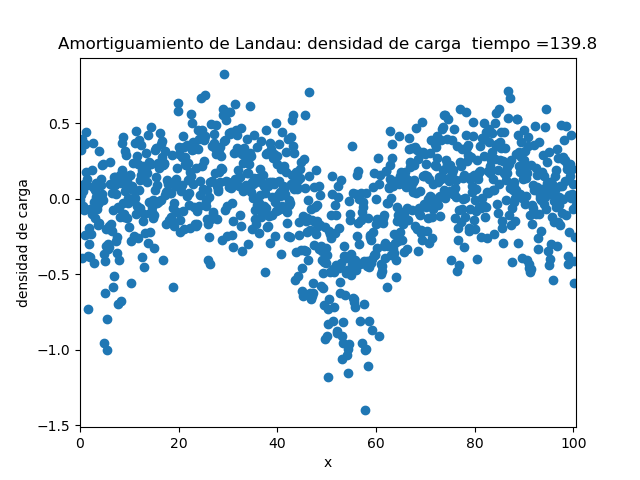 Amortiguamiento de Landau: densidad de carga  tiempo =139.8
0.5
0.0
−0.5
−1.0
−1.5
densidad de carga
0 20 40 60 80 100
x